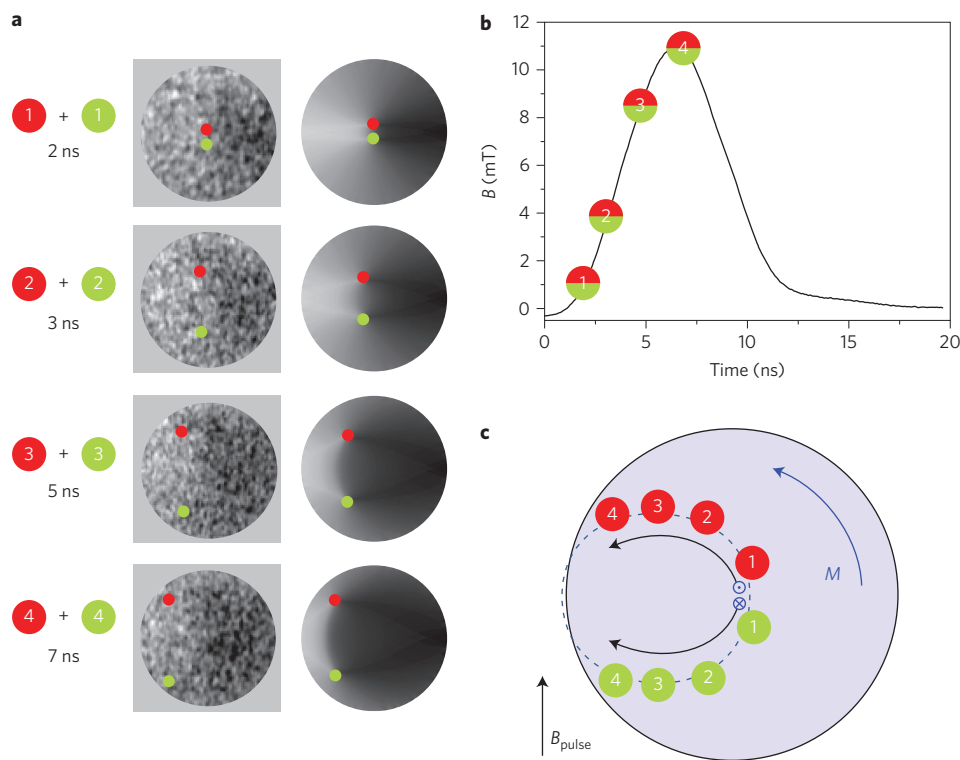 a
1 + 1
2 ns
2 + 2
3 ns
3 + 3
5 ns
4 + 4
7 ns
b
12
10
8
6
4
2
0
B (mT)
1
2
3
4
0 5 10 15 20
Time (ns)
c
4 3 2 1
M
1
4 3 2
B pulse